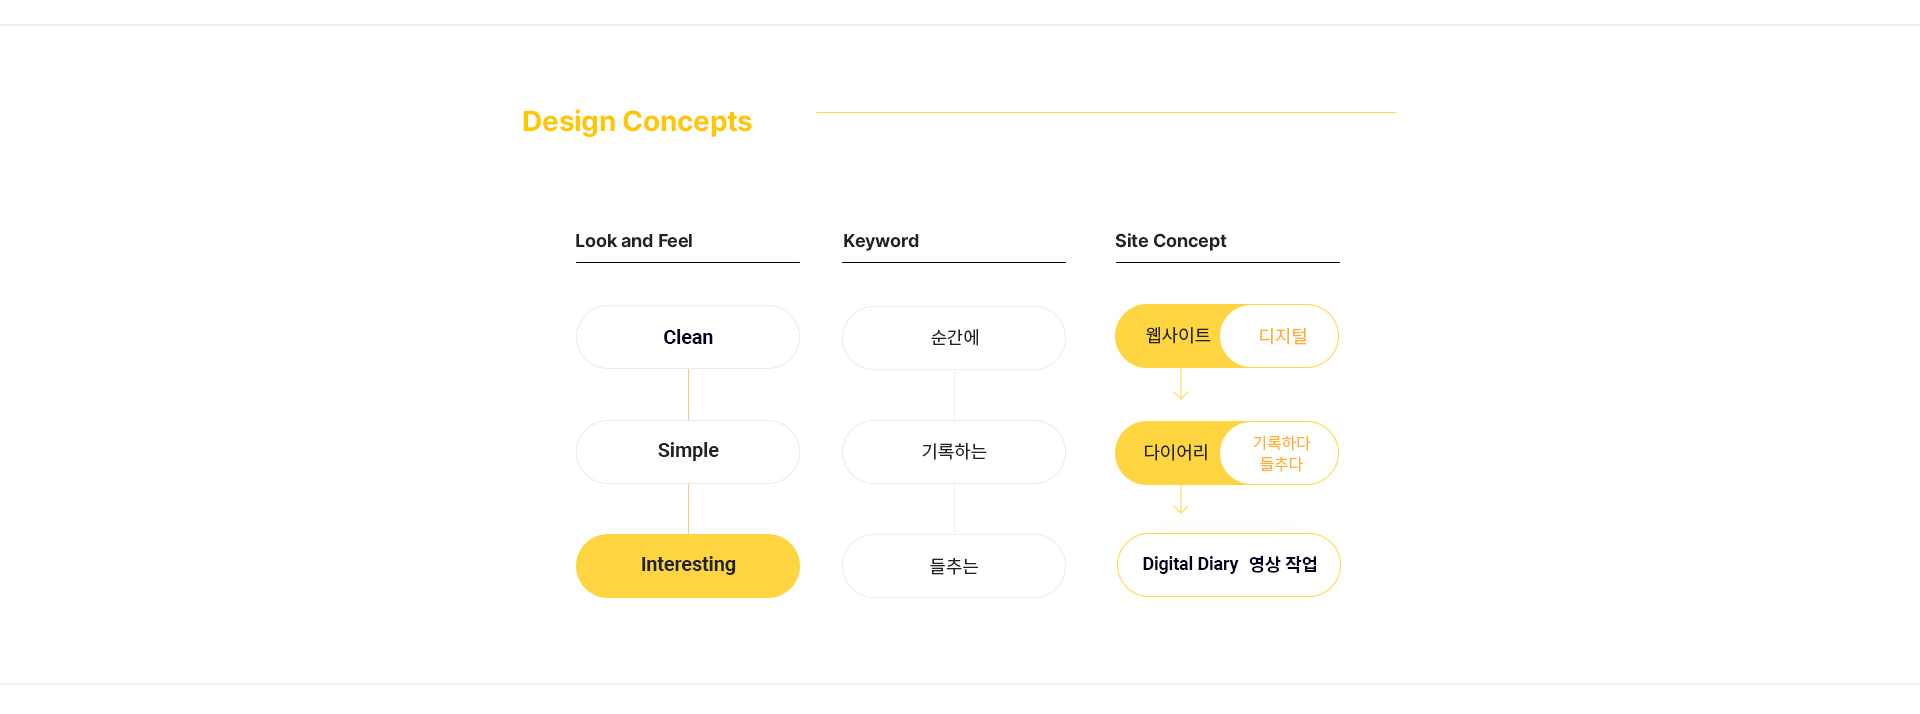 Design Concepts
Look and Feel
Clean
Simple
Interesting
Keyword
순간에
기록하는
들추는
Site Concept
웹사이트 디지털
다이어리 기록하다
들추다
Digital Diary 영상 작업